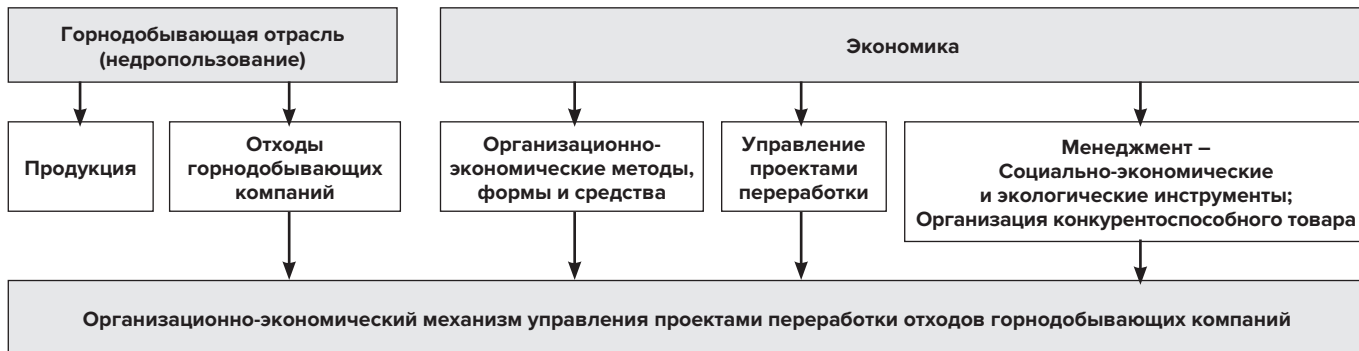 Горнодобывающая отрасль
(недропользование)
Экономика
Продукция
Отходы
горнодобывающих
компаний
Организационно-
экономические методы,
формы и средства
Управление
проектами
переработки
Менеджмент –
Социально-экономические
и экологические инструменты;
Организация конкурентоспособного товара
Организационно-экономический механизм управления проектами переработки отходов горнодобывающих компаний